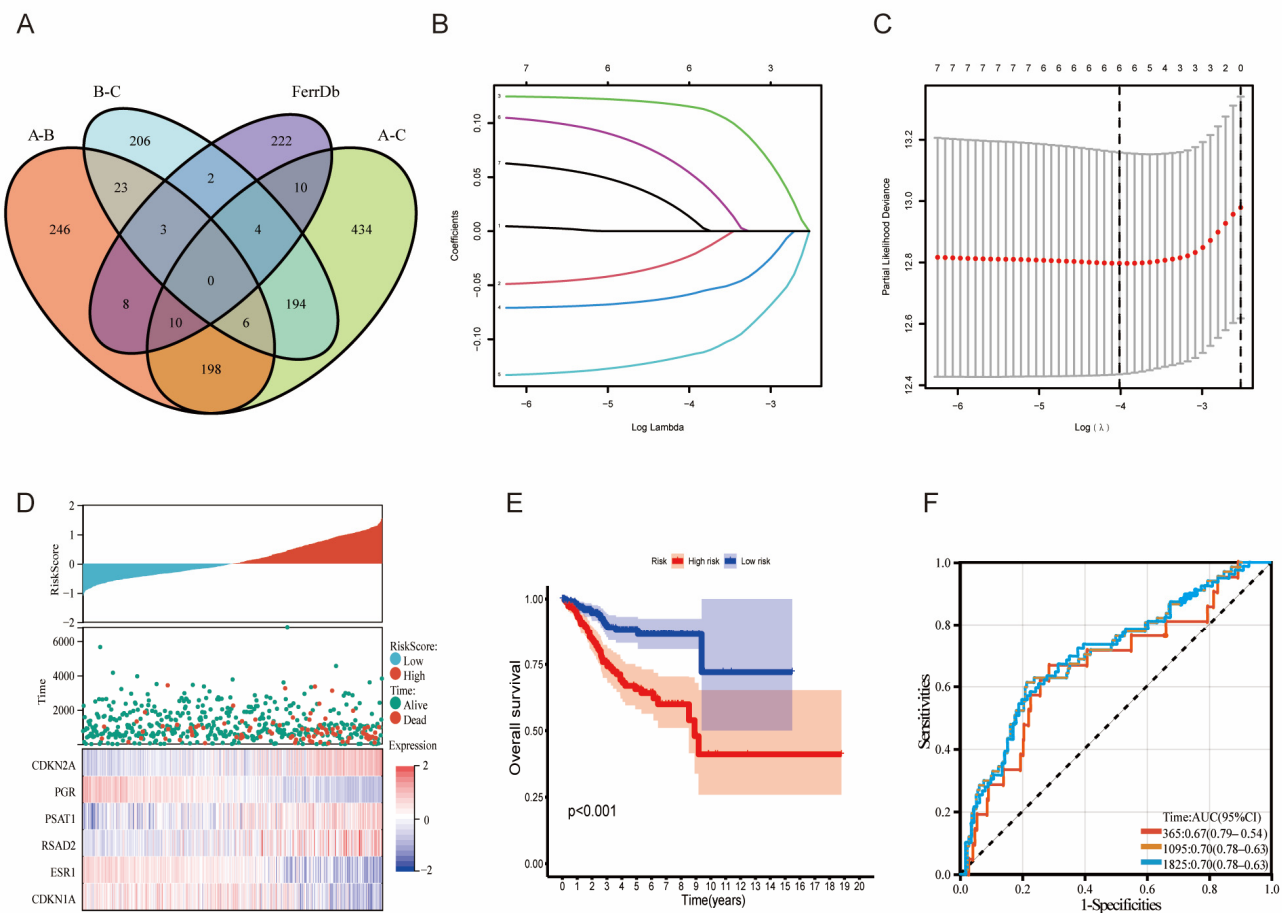 A
B-C
FerrDb
A-B
A-C
206
222
23
2
10
246
3
4
434
0
8
194
10
6
198
B
7 6 6 3
0.10
0.05
0.00
−0.05
−0.10
Coefficients
3
6
7
1
2
4
5
−6 −5 −4 −3
Log Lambda
C
7 7 7 7 7 7 7 6 6 6 6 6 6 5 4 3 3 2 0
13.2
13.0
12.8
12.6
12.4
Partial Likelihood Deviance
−6 −5 −4 −3
Log (λ)
D
2
1
0
−1
−2
RiskScore
6000
4000
2000
Time
RiskScore:
Low
High
Time:
Alive
Dead
Expression
2
0
−2
CDKN2A
PGR
PSAT1
RSAD2
ESR1
CDKN1A
E
Risk High risk Low risk
1.00
0.75
0.50
0.25
0.00
Overall survival
p<0.001
0 1 2 3 4 5 6 7 8 9 10 11 12 13 14 15 16 17 18 19 20
Time(years)
F
1.0
0.8
0.6
0.4
0.2
0.0
Sensitivities
Time:AUC(95%CI)
365:0.67(0.79−0.54)
1095:0.70(0.78−0.63)
1825:0.70(0.78−0.63)
0.0 0.2 0.4 0.6 0.8 1.0
1-Specificities